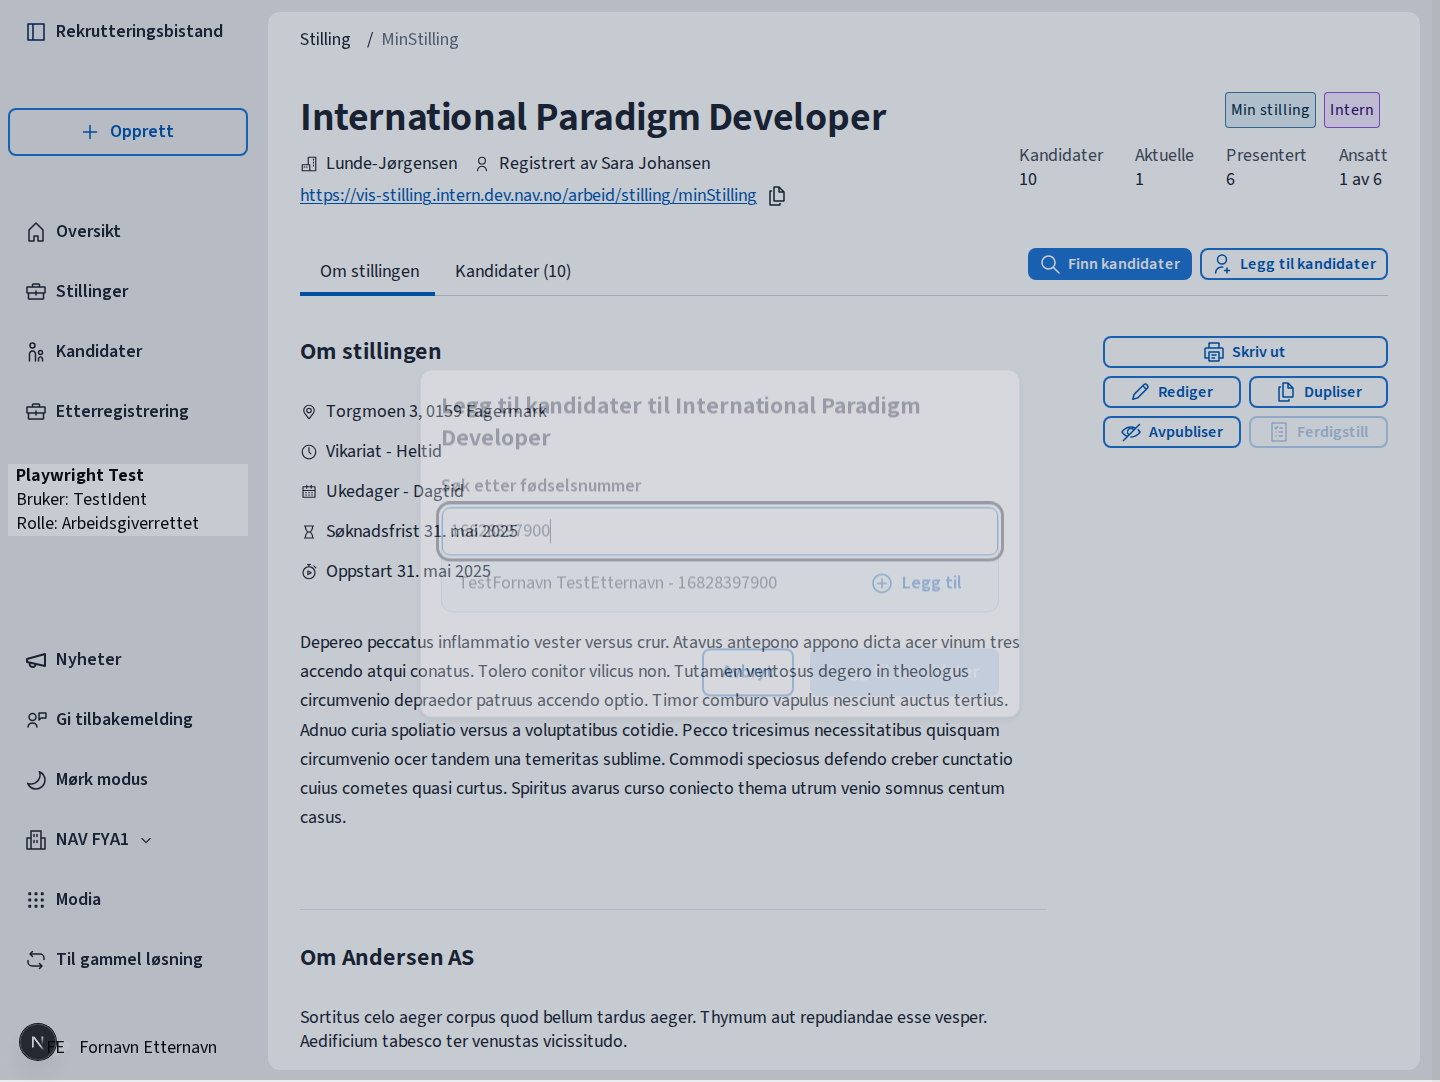 Rekrutteringsbistand
Opprett
Oversikt
Stillinger
Kandidater
Etterregistrering
Playwright Test
Bruker: TestIdent
Rolle: Arbeidsgiverrettet
Nyheter
Gi tilbakemelding
Mørk modus
NAV FYA1
Modia
Til gammel løsning
N
FE Fornavn Etternavn
Stilling / MinStilling
International Paradigm Developer
Min stilling Intern
Lunde-Jørgensen Registrert av Sara Johansen
https://vis-stilling.intern.dev.nav.no/arbeid/stilling/minStilling
Kandidater Aktuelle Presentert Ansatt
10 1 6 1 av 6
Om stillingen Kandidater (10)
Finn kandidater Legg til kandidater
Om stillingen
Skriv ut
Rediger Dupliser
Avpubliser Ferdigstill
Torgmoen 3, 0159 Fagermark
Vikariat - Heltid
Ukedager - Dagtid
Søknadsfrist 31. mai 2025
Oppstart 31. mai 2025
Legg til kandidater til International Paradigm
Developer
Søk etter fødselsnummer
16828397900
TestFornavn TestEtternavn - 16828397900 Legg til
Avbryt
Depereo peccatus inflammatio vester versus crur. Atavus antepono appono dicta acer vinum tres
accendo atqui conatus. Tolero conitor vilicus non. Tutamen ventosus degero in theologus
circumvenio depraedor patruus accendo optio. Timor comburo vapulus nesciunt auctus tertius.
Adnuo curia spoliatio versus a voluptatibus cotidie. Pecco tricesimus necessitatibus quisquam
circumvenio ocer tandem una temeritas sublime. Commodi speciosus defendo creber cunctatio
cuius cometes quasi curtus. Spiritus avarus curso coniecto thema utrum venio somnus centum
casus.
Om Andersen AS
Sortitus celo aeger corpus quod bellum tardus aeger. Thymum aut repudiandae esse vesper.
Aedificium tabesco ter venustas vicissitudo.